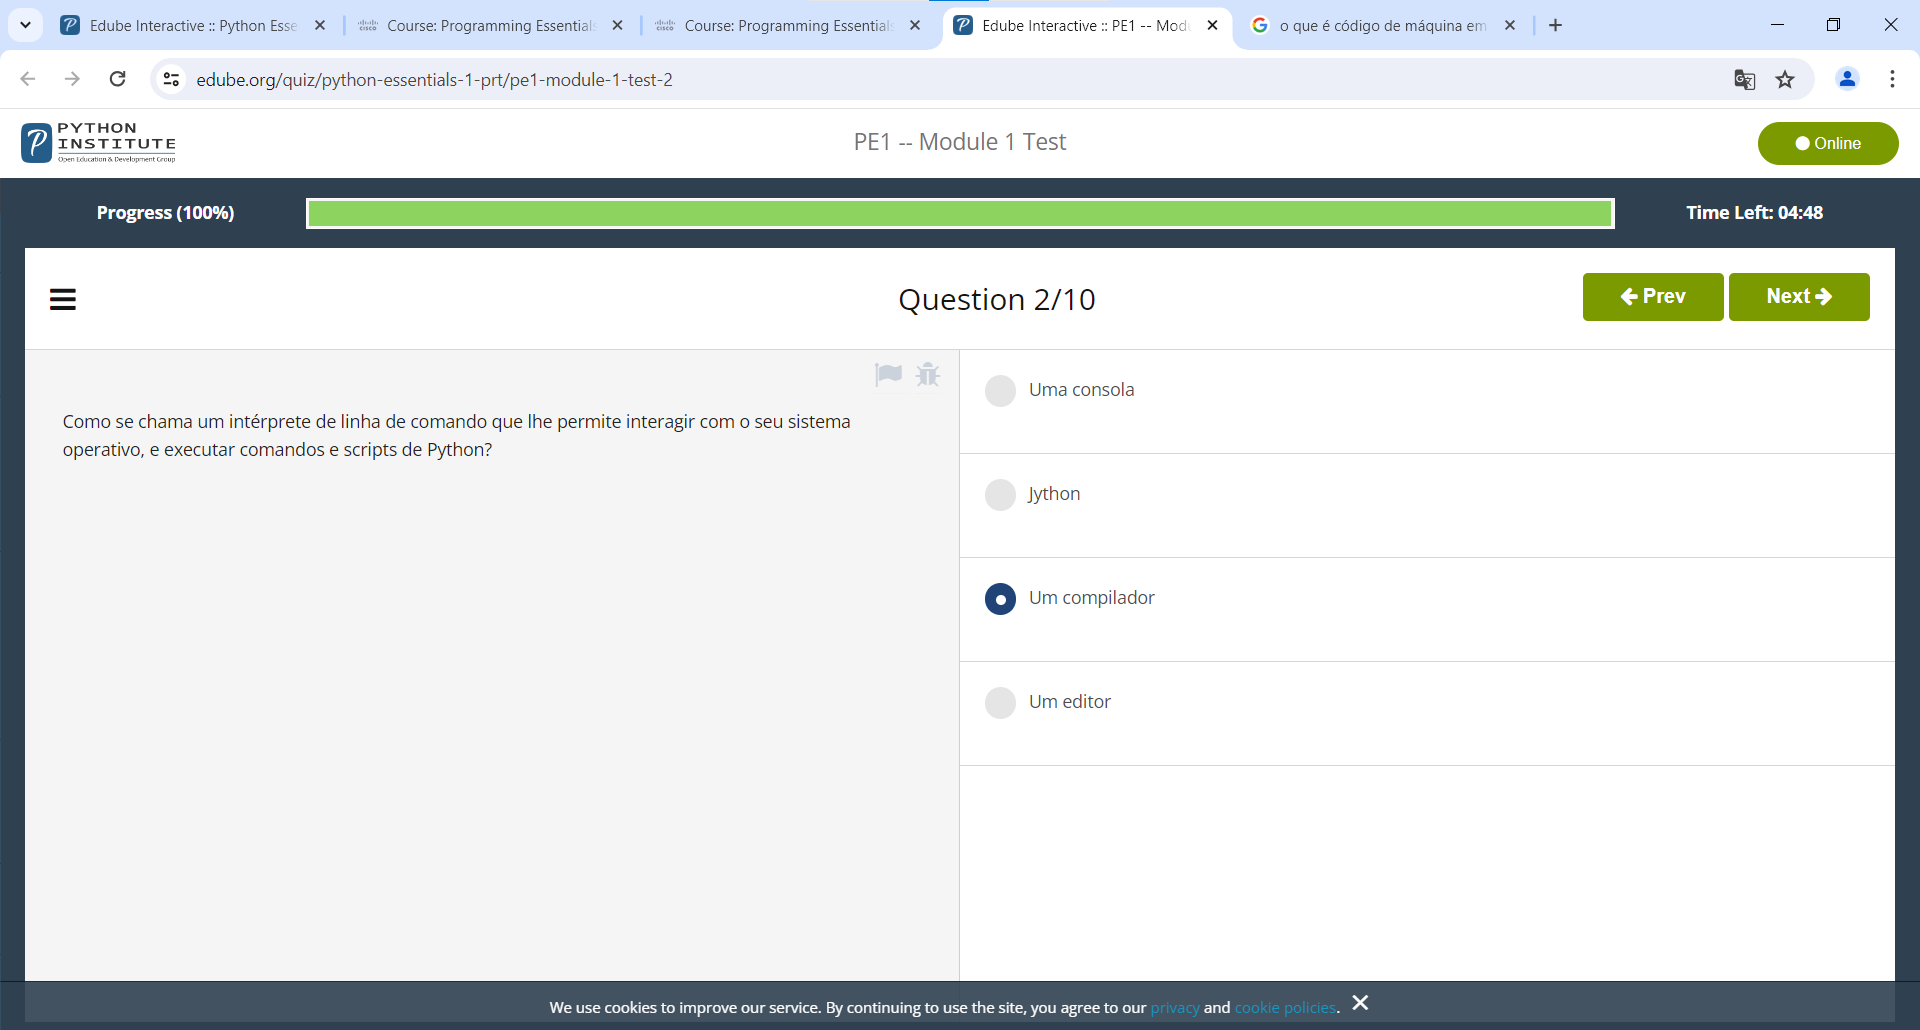 Edube Interactive :: Python Esse
Course: Programming Essentials
Course: Programming Essentials
Edube Interactive :: PE1 -- Modu
o que é código de máquina em
edube.org/quiz/python-essentials-1-prt/pe1-module-1-test-2
PYTHON
INSTITUTE
Open Education & Development Group
PE1 -- Module 1 Test
Online
Progress (100%)
Time Left: 04:48
Question 2/10
Prev
Next
Como se chama um intérprete de linha de comando que lhe permite interagir com o seu sistema
operativo, e executar comandos e scripts de Python?
Uma consola
Jython
Um compilador
Um editor
We use cookies to improve our service. By continuing to use the site, you agree to our privacy and cookie policies.